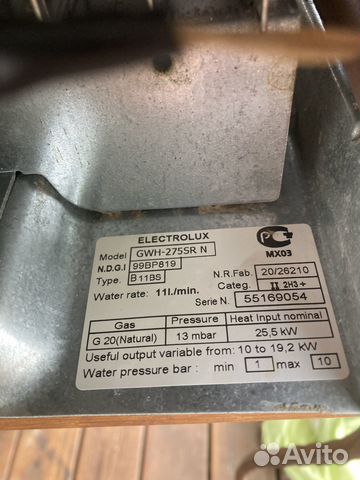 ELECTROLUX
Model GWH-275SR N
N.D.G.I 99BP819
Type. B11BS
PC
MX03
N.R.Fab. 20/26210
Categ. II 2H3+
Water rate: 11l./min.
Serie N. 55169054
Gas Pressure Heat Input nominal
G 20(Natural) 13 mbar 25,5 kW
Useful output variable from: 10 to 19,2 kW
Water pressure bar : min 1 max 10
Avito